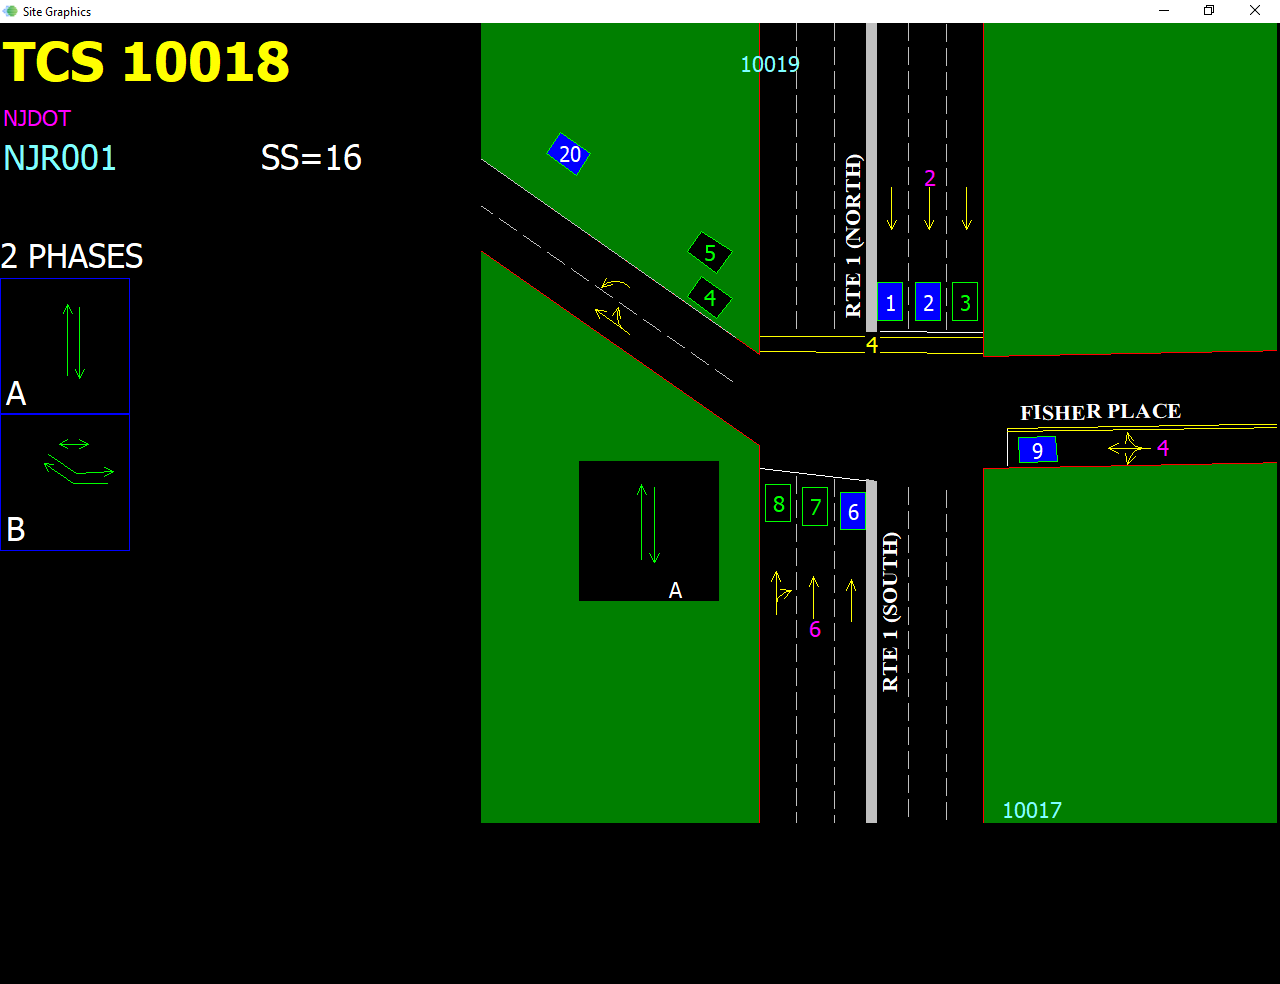 Site Graphics
TCS 10018
NJDOT
NJR001 SS=16
2 PHASES
A
B
10019
20
5
4
RTE 1 (NORTH)
2
1 2 3
4
FISHER PLACE
9 4
8 7 6
A
6
RTE 1 (SOUTH)
10017